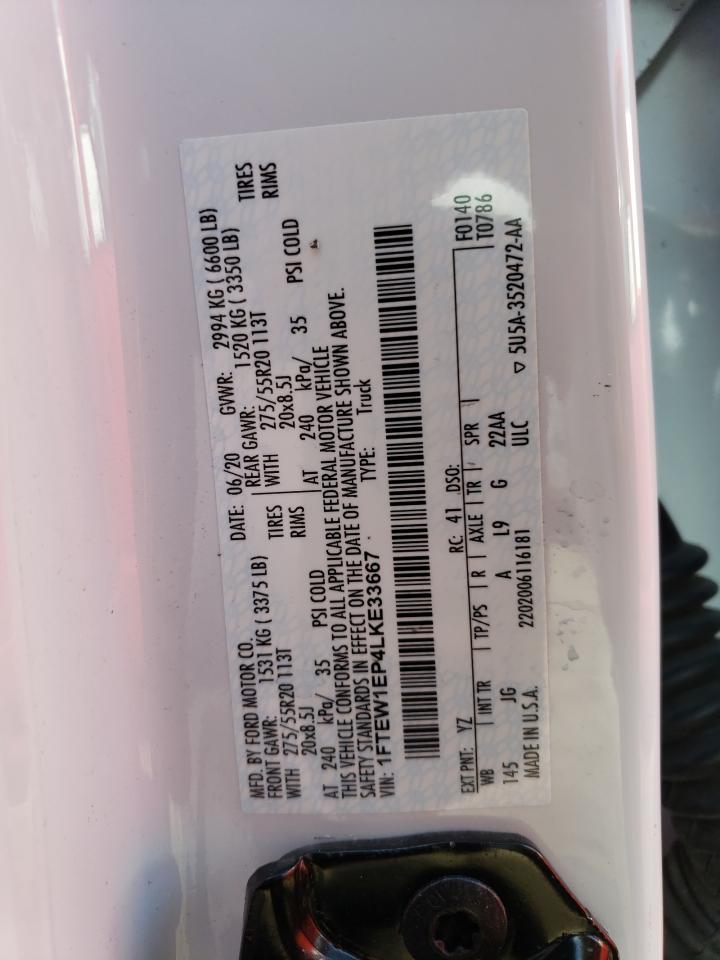 MFD. BY FORD MOTOR CO. DATE: 06/20 GVWR: 2994 KG ( 6600 LB)
FRONT GAWR: 1531 KG ( 3375 LB) REAR GAWR: 1520 KG ( 3350 LB)
WITH 275/55R20 113T TIRES WITH 275/55R20 113T TIRES
20x8.5J RIMS 20x8.5J RIMS
AT 240 kPa/ 35 PSI COLD AT 240 kPa/ 35 PSI COLD
THIS VEHICLE CONFORMS TO ALL APPLICABLE FEDERAL MOTOR VEHICLE
SAFETY STANDARDS IN EFFECT ON THE DATE OF MANUFACTURE SHOWN ABOVE.
VIN: 1FTEW1EP4LKE33667 TYPE: Truck
EXT PNT: YZ RC: 41 DSO: F0140
WB INT TR TP/PS R AXLE TR SPR T0786
145 JG A L9 G 22AA
MADE IN U.S.A. 2202006116181 ULC ▽ 5U5A-3520472-AA